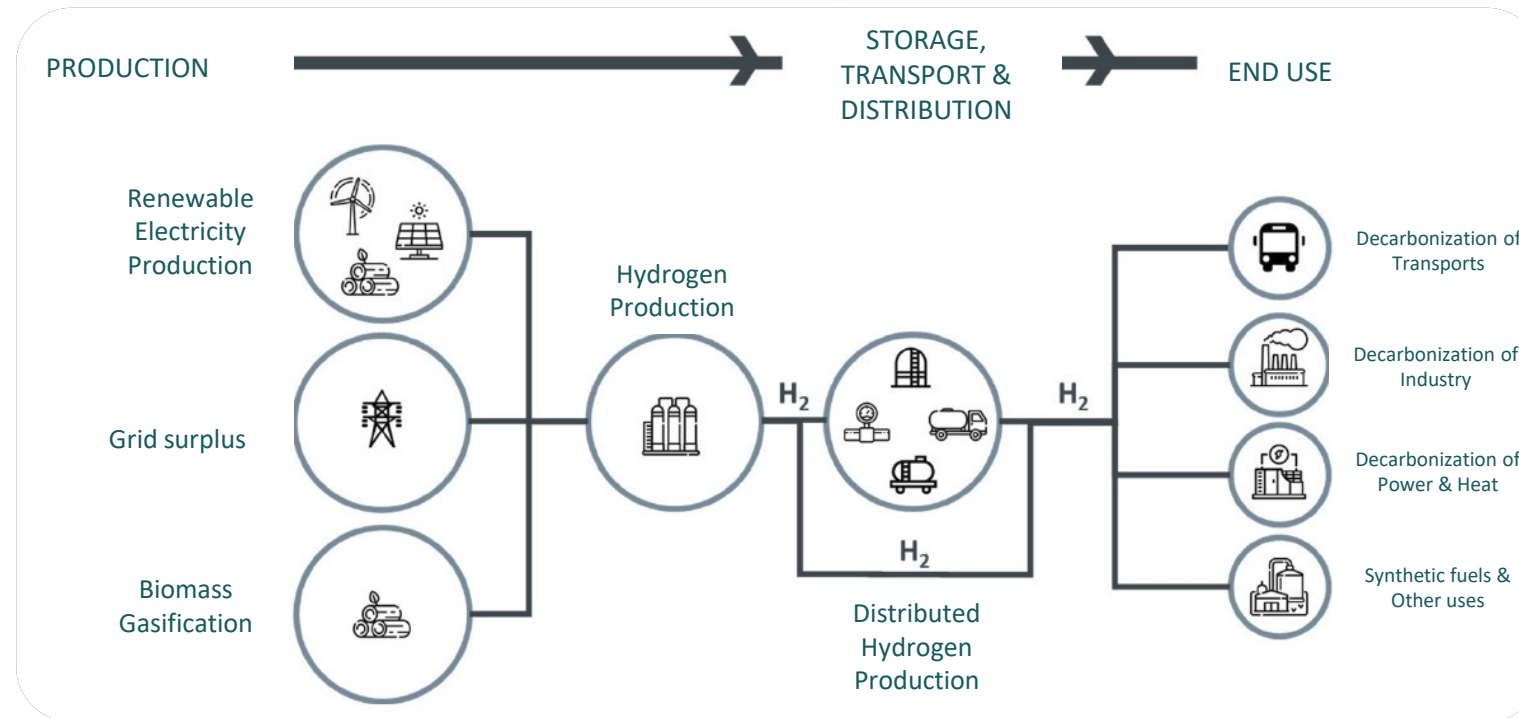 PRODUCTION
STORAGE,
TRANSPORT &
DISTRIBUTION
END USE
Renewable
Electricity
Production
Grid surplus
Biomass
Gasification
Hydrogen
Production
H₂
H₂
H₂
Distributed
Hydrogen
Production
Decarbonization of
Transports
Decarbonization of
Industry
Decarbonization of
Power & Heat
Synthetic fuels &
Other uses